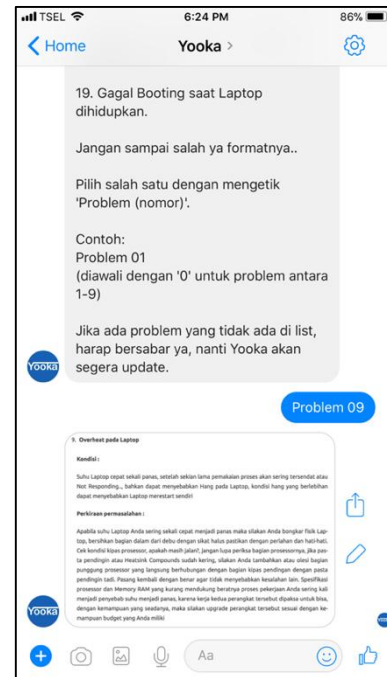 TSEL 6:24 PM 86%
Home Yooka >
19. Gagal Booting saat Laptop
dihidupkan.
Jangan sampai salah ya formatnya..
Pilih salah satu dengan mengetik
'Problem (nomor)'.
Contoh:
Problem 01
(diawali dengan '0' untuk problem antara
1-9)
Jika ada problem yang tidak ada di list,
harap bersabar ya, nanti Yooka akan
segera update.
Yooka
Problem 09
9. Overheat pada Laptop
Kondisi :
Suhu Laptop cepat sekali panas, setelah sekian lama pemakaian proses akan sering tersendat atau
Not Responding,, bahkan dapat menyebabkan Hang pada Laptop, kondisi hang yang berlebihan
dapat menyebabkan Laptop merestart sendiri
Perkiraan permasalahan :
Apabila suhu Laptop Anda sering sekali cepat menjadi panas maka silakan Anda bongkar fisik Lap-
top, bersihkan bagian dalam dari debu dengan sikat halus pastikan dengan perlahan dan hati-hati.
Cek kondisi kipas prosessor, apakah masih jalan?, jangan lupa periksa bagian prosessornya, jika pas-
ta pendingin atau Heatsink Compounds sudah kering, silakan Anda tambahkan atau olesi bagian
punggung prosessor yang langsung berhubungan dengan bagian kipas pendingin dengan pasta
pendingin tadi. Pasang kembali dengan benar agar tidak menyebabkan kesalahan lain. Spesifikasi
prosessor dan Memory RAM yang kurang mendukung beratnya proses pekerjaan Anda sering kali
menjadi penyebab suhu menjadi panas, karena kerja kedua perangkat tersebut dipaksa untuk bisa,
dengan kemampuan yang seadanya, maka silakan upgrade perangkat tersebut sesuai dengan ke-
mampuan budget yang Anda miliki
Yooka
Aa